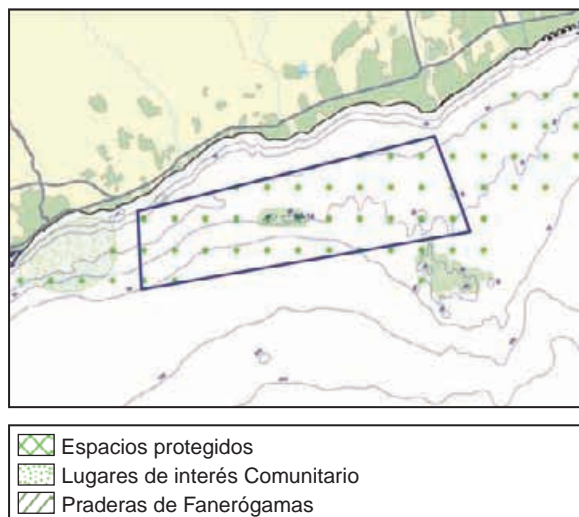 Espacios protegidos
Lugares de interés Comunitario
Praderas de Fanerógamas